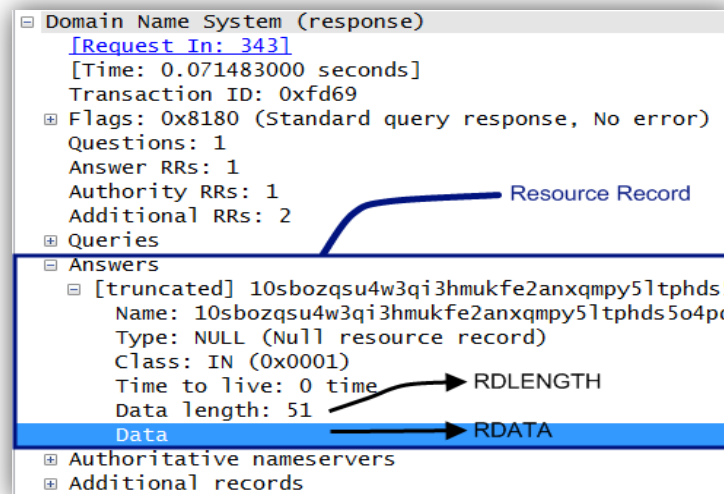 Domain Name System (response)
[Request In: 343]
[Time: 0.071483000 seconds]
Transaction ID: 0xfd69
Flags: 0x8180 (Standard query response, No error)
Questions: 1
Answer RRs: 1
Authority RRs: 1
Resource Record
Additional RRs: 2
Queries
Answers
[truncated] 10sbozqsu4w3qi3hmukfe2anxqmpy5ltphds
Name: 10sbozqsu4w3qi3hmukfe2anxqmpy5ltphds5o4p
Type: NULL (Null resource record)
Class: IN (0x0001)
Time to live: 0 time
RDLENGTH
Data length: 51
Data
RDATA
Authoritative nameservers
Additional records